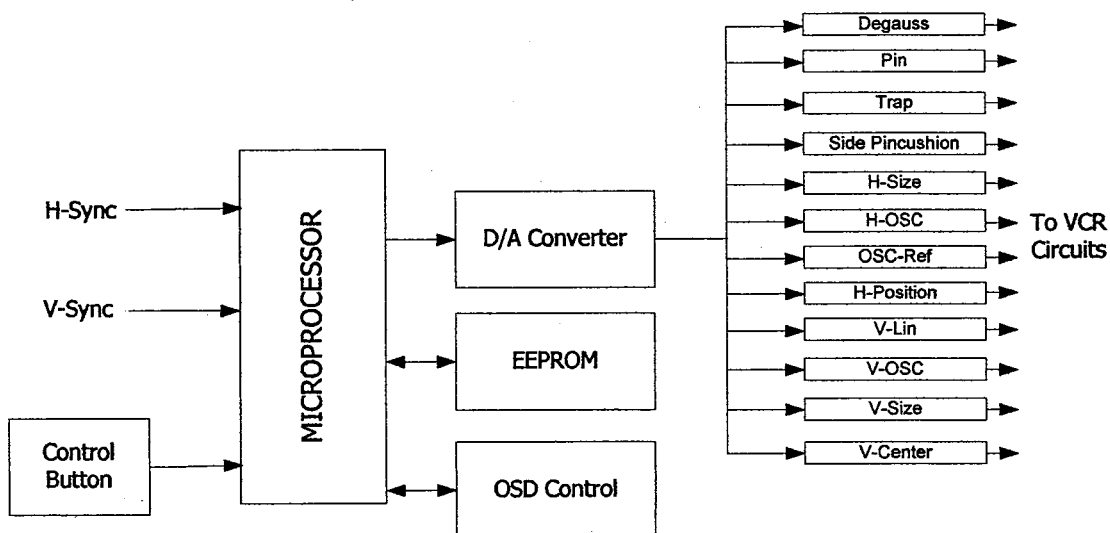 H-Sync
V-Sync
Control
Button
MICROPROCESSOR
D/A Converter
EEPROM
OSD Control
Degauss
Pin
Trap
Side Pincushion
H-Size
H-OSC
OSC-Ref
H-Position
V-Lin
V-OSC
V-Size
V-Center
To VCR
Circuits